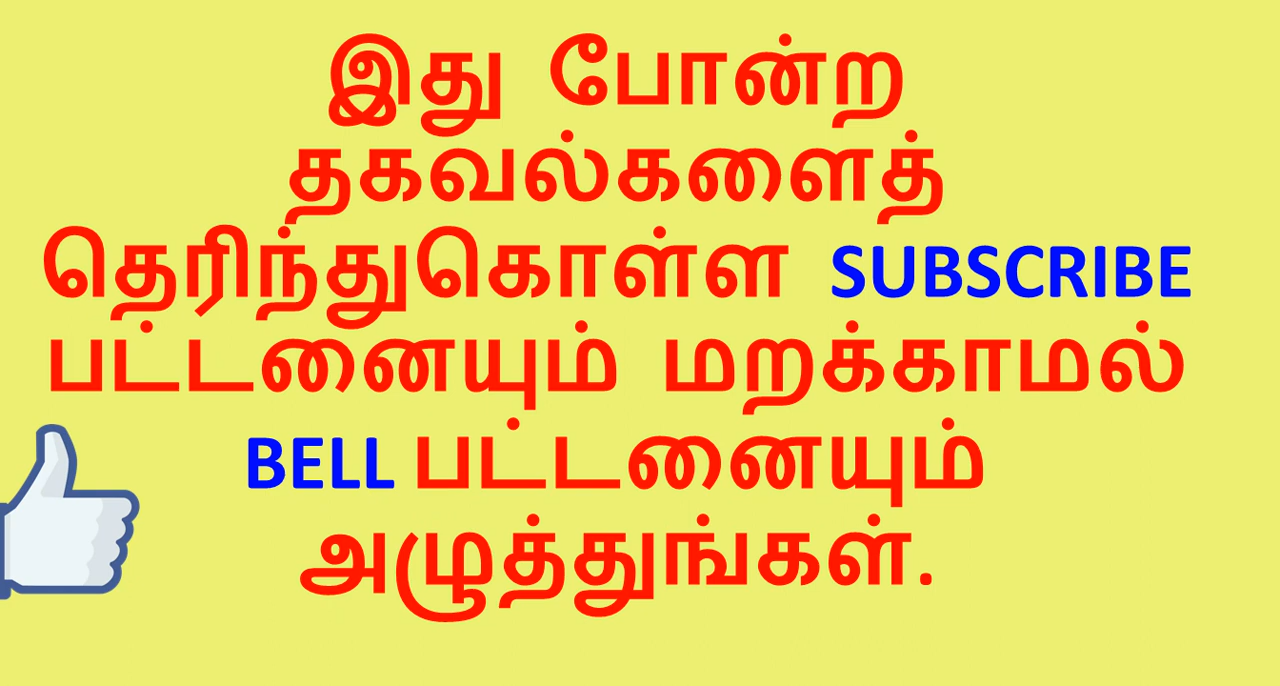 இது போன்ற
தகவல்களைத்
தெரிந்துகொள்ள SUBSCRIBE
பட்டனையும் மறக்காமல்
BELL பட்டனையும்
அழுத்துங்கள்.